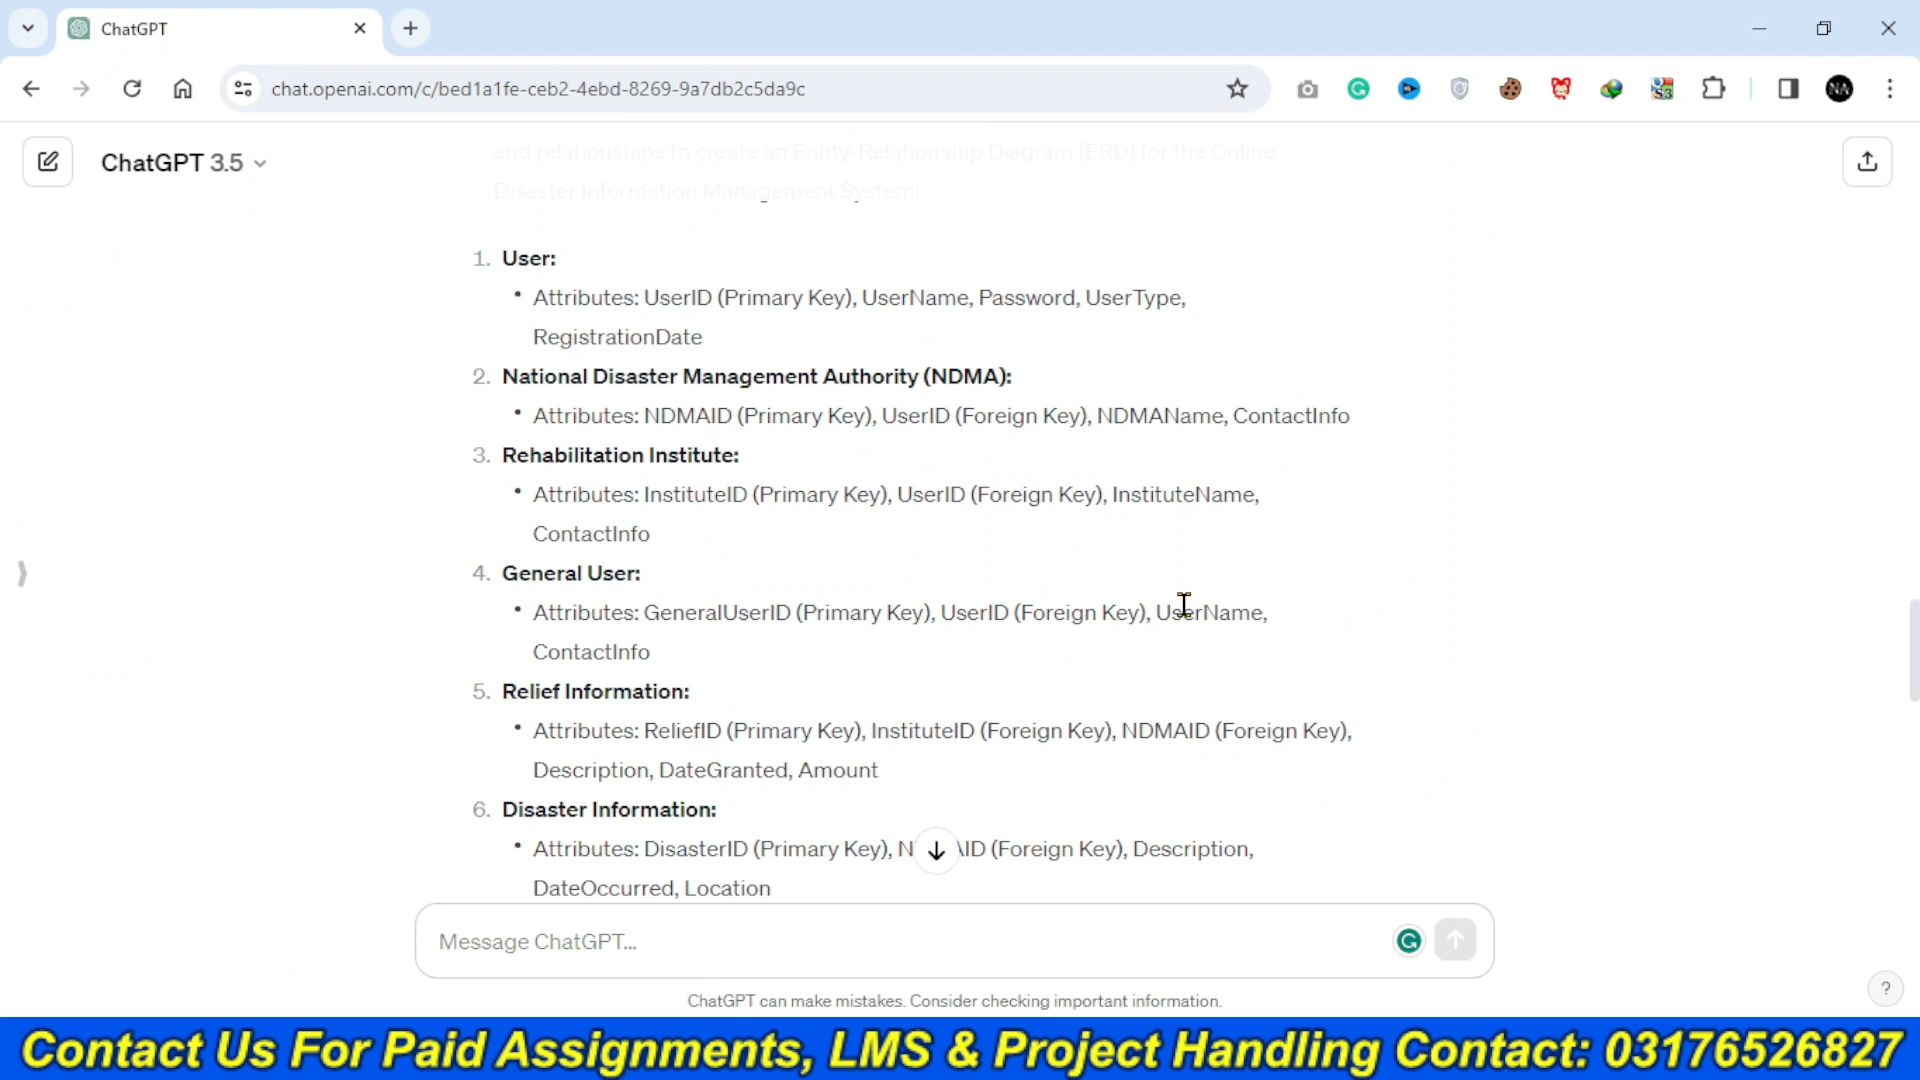 ChatGPT
chat.openai.com/c/bed1a1fe-ceb2-4ebd-8269-9a7db2c5da9c
NA
ChatGPT 3.5
and relationships to create an Entity-Relationship Diagram (ERD) for the Online
Disaster Information Management System:
1. User:
• Attributes: UserID (Primary Key), UserName, Password, UserType,
RegistrationDate
2. National Disaster Management Authority (NDMA):
• Attributes: NDMAID (Primary Key), UserID (Foreign Key), NDMAName, ContactInfo
3. Rehabilitation Institute:
• Attributes: InstituteID (Primary Key), UserID (Foreign Key), InstituteName,
ContactInfo
4. General User:
• Attributes: GeneralUserID (Primary Key), UserID (Foreign Key), UserName,
ContactInfo
5. Relief Information:
• Attributes: ReliefID (Primary Key), InstituteID (Foreign Key), NDMAID (Foreign Key),
Description, DateGranted, Amount
6. Disaster Information:
• Attributes: DisasterID (Primary Key), (Foreign Key), Description,
DateOccurred, Location
Message ChatGPT...
ChatGPT can make mistakes. Consider checking important information.
?
Contact Us For Paid Assignments, LMS & Project Handling Contact: 03176526827